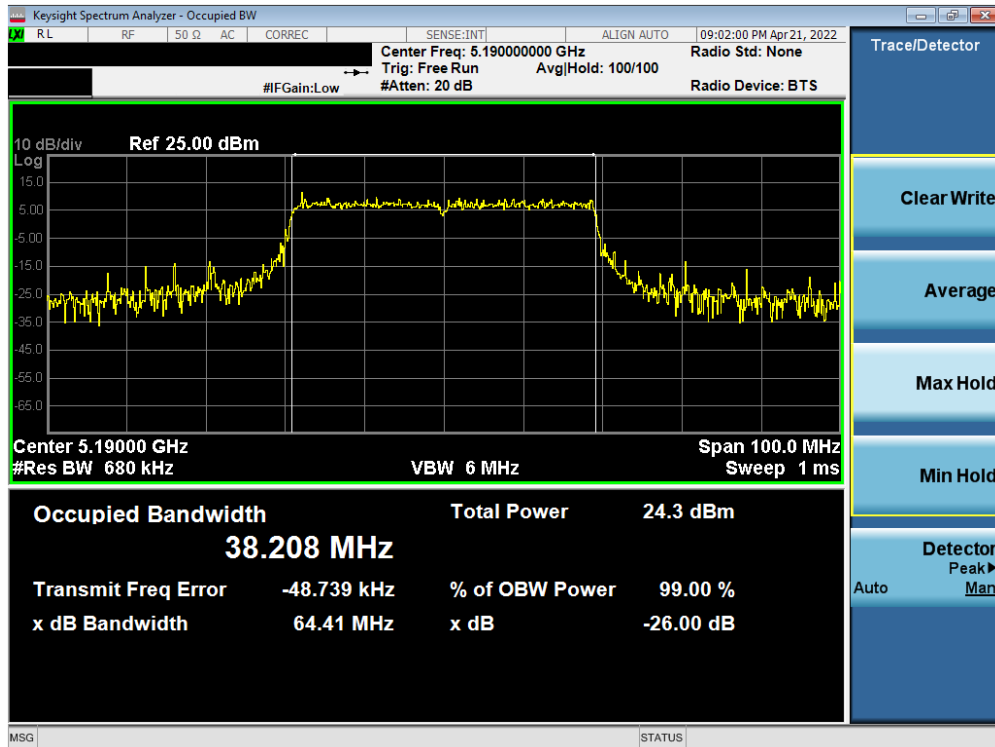 Keysight Spectrum Analyzer - Occupied BW
LXI RL RF 50 Ω AC CORREC SENSE:INT ALIGN AUTO 09:02:00 PM Apr 21, 2022
Center Freq: 5.190000000 GHz Radio Std: None
Trig: Free Run Avg|Hold: 100/100
#IFGain:Low #Atten: 20 dB Radio Device: BTS
Trace/Detector
10 dB/div Ref 25.00 dBm
Log
15.0
5.00
-5.00
-15.0
-25.0
-35.0
-45.0
-55.0
-65.0
Center 5.19000 GHz Span 100.0 MHz
#Res BW 680 kHz VBW 6 MHz Sweep 1 ms
Occupied Bandwidth Total Power 24.3 dBm
38.208 MHz
Transmit Freq Error -48.739 kHz % of OBW Power 99.00 %
x dB Bandwidth 64.41 MHz x dB -26.00 dB
Clear Write
Average
Max Hold
Min Hold
Detector
Peak▶
Auto Man
MSG STATUS